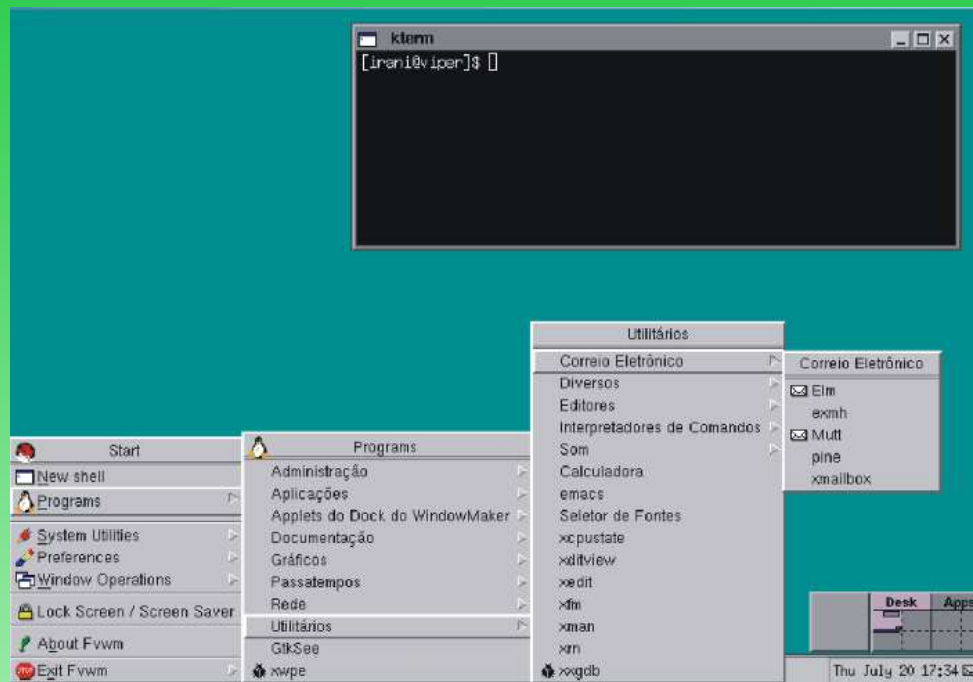 kterm
[irani@viper]$
Utilitários
Correio Eletrônico
Diversos
Editores
Interpretadores de Comandos
Som
Calculadora
emacs
Seletor de Fontes
xcpustate
xditview
xedit
xfm
xman
xrn
xxgdb
Correio Eletrônico
Elm
exmh
Mutt
pine
xmailbox
Start
New shell
Programs
System Utilities
Preferences
Window Operations
Lock Screen / Screen Saver
About Fvwm
Exit Fvwm
Programs
Administração
Aplicações
Applets do Dock do WindowMaker
Documentação
Gráficos
Passatempos
Rede
Utilitários
GtkSee
xwpe
Desk
Apps
Thu July 20 17:34